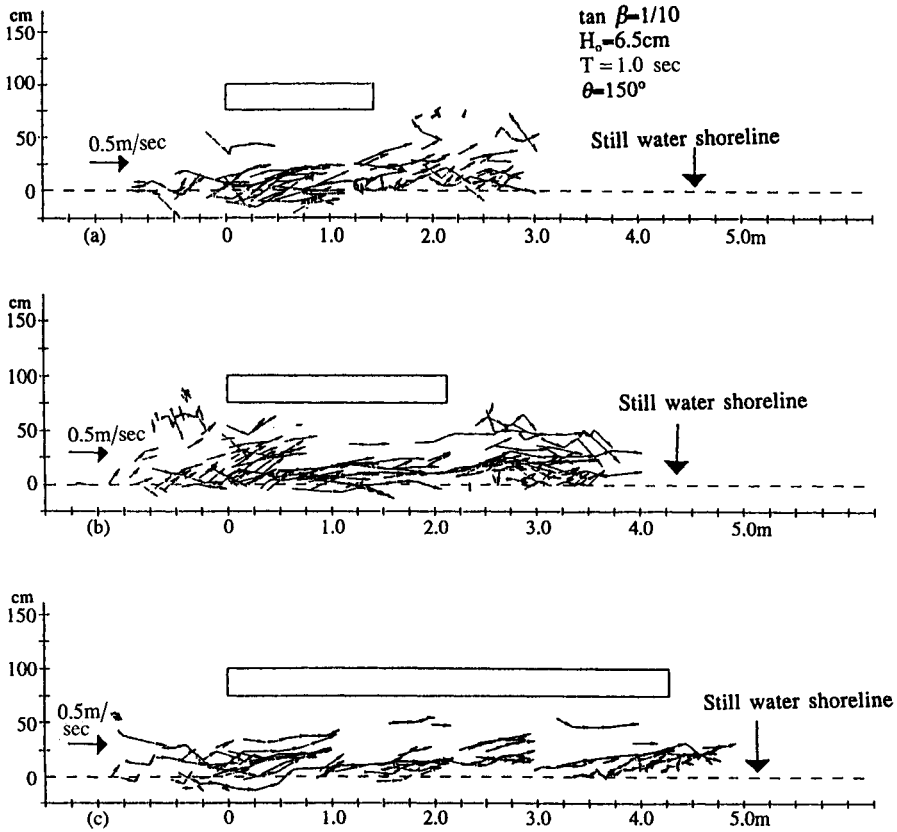 cm
150
100
50
0
tan β=1/10
H₀=6.5cm
T = 1.0 sec
θ=150°
0.5m/sec
Still water shoreline
(a)
0 1.0 2.0 3.0 4.0 5.0m
cm
150
100
50
0
0.5m/sec
Still water shoreline
(b)
0 1.0 2.0 3.0 4.0 5.0m
cm
150
100
50
0
0.5m/
sec
Still water shoreline
(c)
0 1.0 2.0 3.0 4.0 5.0m